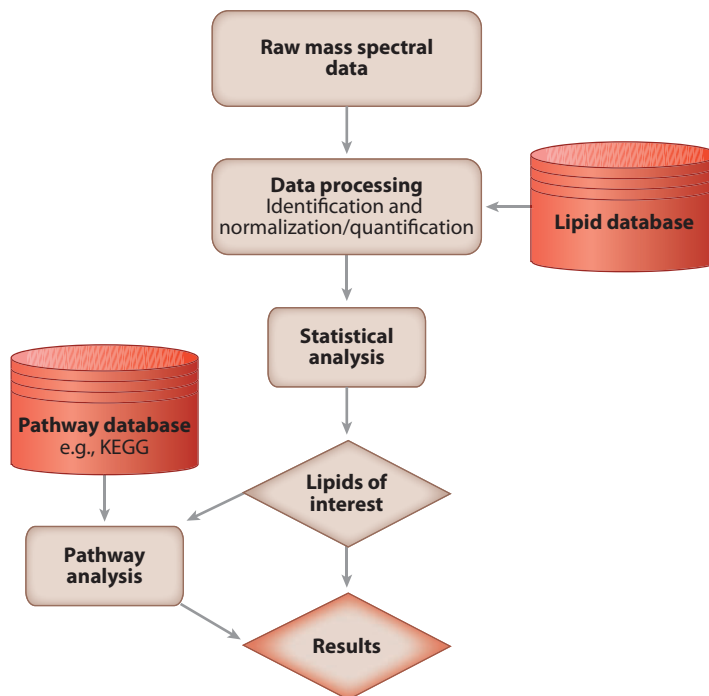 Raw mass spectral
data
Data processing
Identification and
normalization/quantification
Lipid database
Statistical
analysis
Pathway database
e.g., KEGG
Lipids of
interest
Pathway
analysis
Results